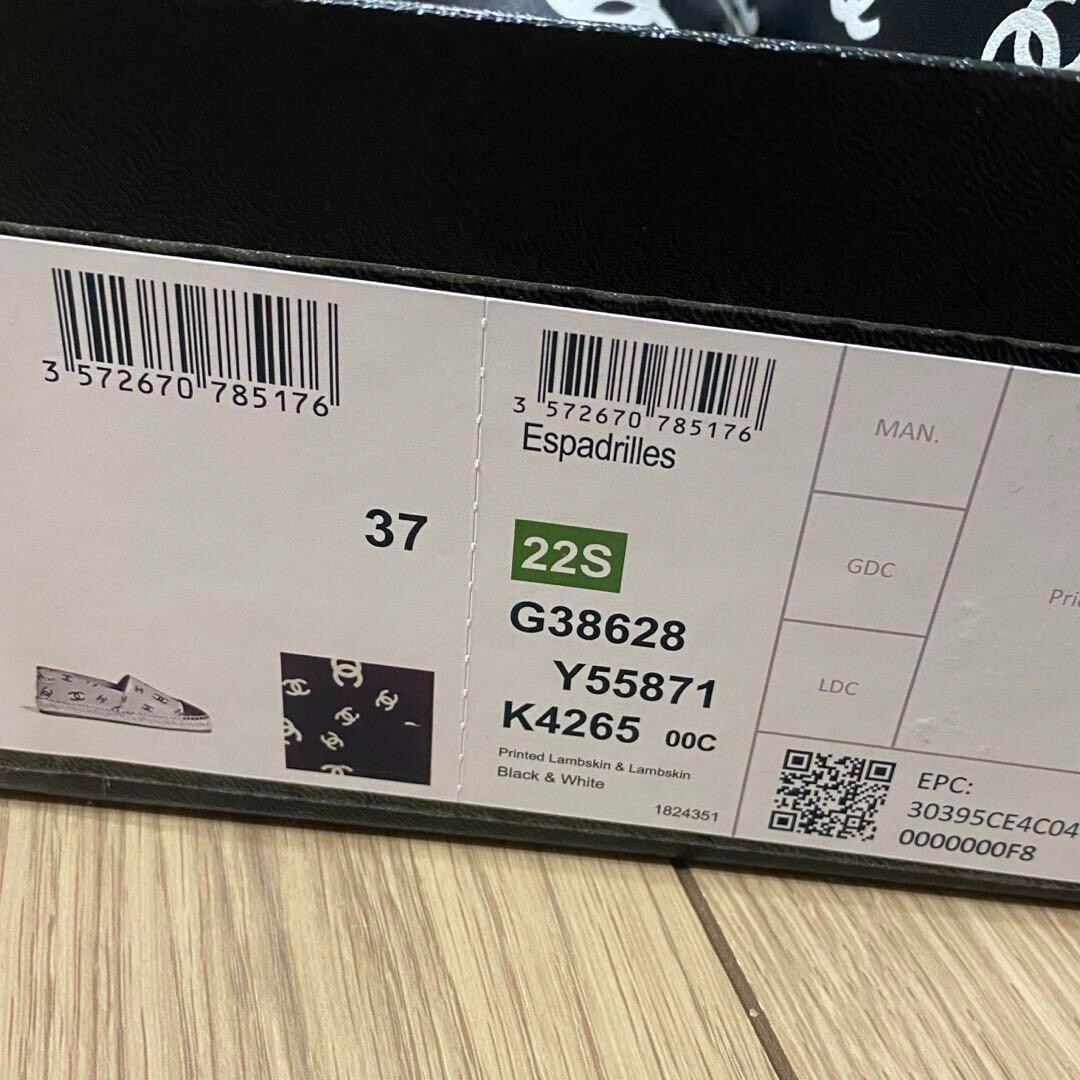 3 572670 785176
37
3 572670 785176
Espadrilles
22S
G38628
Y55871
K4265 00C
Printed Lambskin & Lambskin
Black & White
1824351
MAN.
GDC
LDC
EPC:
30395CE4C04
0000000F8